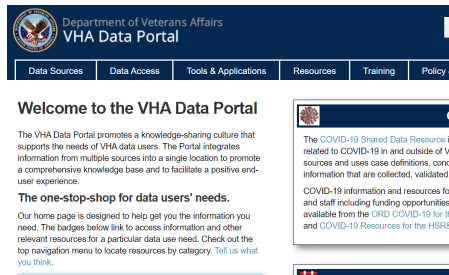 Department of Veterans Affairs
VHA Data Portal
Data Sources Data Access Tools & Applications Resources Training Policy
Welcome to the VHA Data Portal
The VHA Data Portal promotes a knowledge-sharing culture that
supports the needs of VHA data users. The Portal integrates
information from multiple sources into a single location to promote
a comprehensive knowledge base and to facilitate a positive end-
user experience.
The one-stop-shop for data users' needs.
Our home page is designed to help get you the information you
need. The badges below link to access information and other
relevant resources for a particular data use need. Check out the
top navigation menu to locate resources by category. Tell us what
you think.
The COVID-19 Shared Data Resource
related to COVID-19 in and outside of V
sources and uses case definitions, conc
information that are collected, validated
COVID-19 information and resources fo
and staff including funding opportunities
available from the ORD COVID-19 for th
and COVID-19 Resources for the HSR&